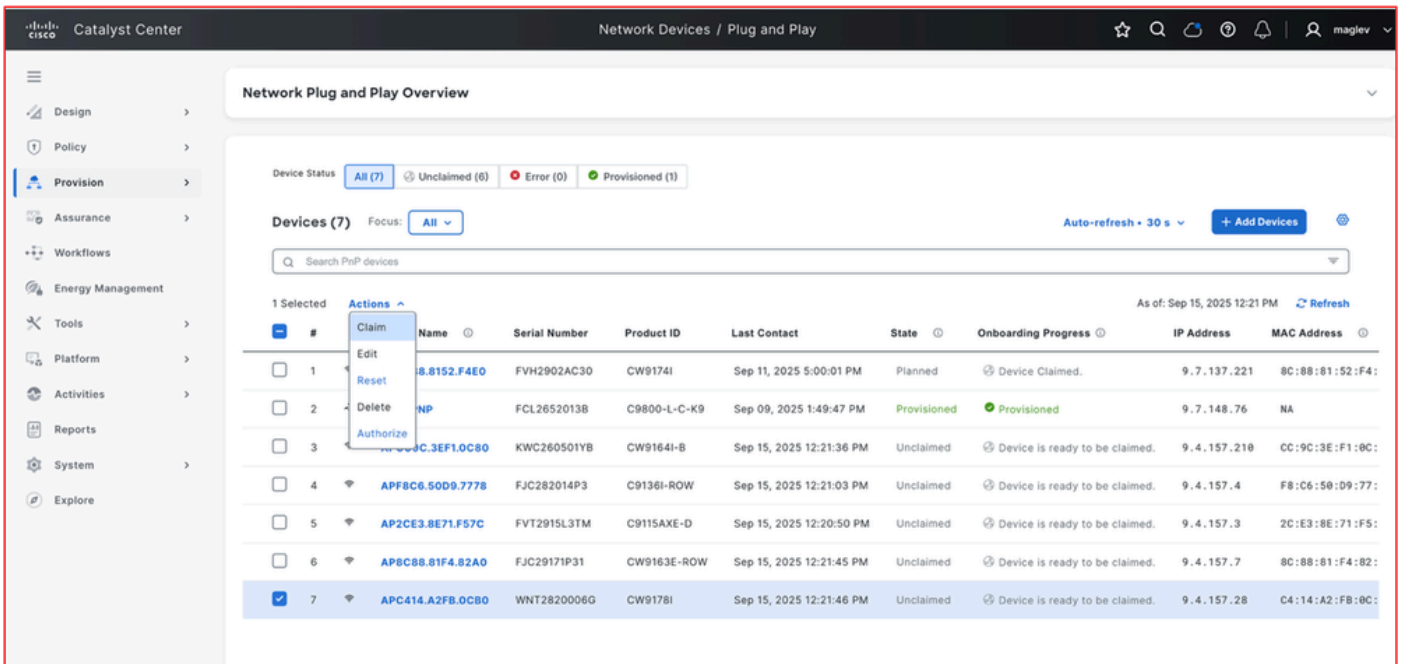 cisco Catalyst Center Network Devices / Plug and Play maglev
Network Plug and Play Overview
Design
Policy
Provision
Assurance
Workflows
Energy Management
Tools
Platform
Activities
Reports
System
Explore
Device Status All (7) Unclaimed (6) Error (0) Provisioned (1)
Devices (7) Focus: All Auto-refresh • 30 s + Add Devices
Search PnP devices
1 Selected Actions As of: Sep 15, 2025 12:21 PM Refresh
Claim
Edit
Reset
Delete
Authorize
# Name Serial Number Product ID Last Contact State Onboarding Progress IP Address MAC Address
1 8.8152.F4E0 FVH2902AC30 CW9174I Sep 11, 2025 5:00:01 PM Planned Device Claimed. 9.7.137.221 8C:88:81:52:F4:
2 NP FCL2652013B C9800-L-C-K9 Sep 09, 2025 1:49:47 PM Provisioned Provisioned 9.7.148.76 NA
3 C.3EF1.0C80 KWC260501YB CW9164I-B Sep 15, 2025 12:21:36 PM Unclaimed Device is ready to be claimed. 9.4.157.210 CC:9C:3E:F1:0C:
4 APF8C6.50D9.7778 FJC282014P3 C9136I-ROW Sep 15, 2025 12:21:03 PM Unclaimed Device is ready to be claimed. 9.4.157.4 F8:C6:50:D9:77:
5 AP2CE3.8E71.F57C FVT2915L3TM C9115AXE-D Sep 15, 2025 12:20:50 PM Unclaimed Device is ready to be claimed. 9.4.157.3 2C:E3:8E:71:F5:
6 AP8C88.81F4.82A0 FJC29171P31 CW9163E-ROW Sep 15, 2025 12:21:45 PM Unclaimed Device is ready to be claimed. 9.4.157.7 8C:88:81:F4:82:
7 APC414.A2FB.0CB0 WNT2820006G CW9178I Sep 15, 2025 12:21:46 PM Unclaimed Device is ready to be claimed. 9.4.157.28 C4:14:A2:FB:0C: